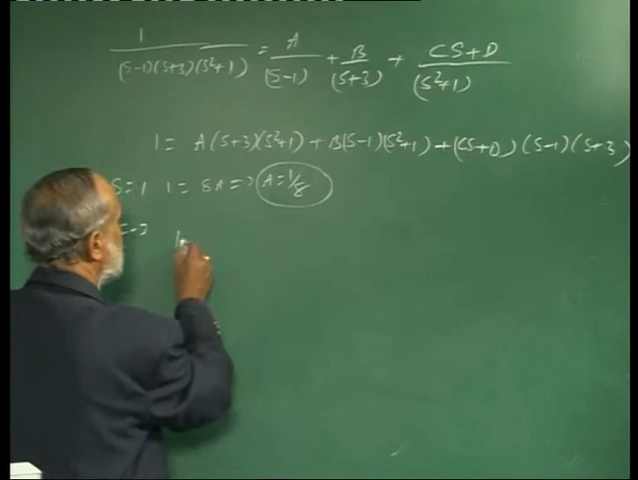 1/((S-1)(S+3)(S²+1)) = A/(S-1) + B/(S+3) + (CS+D)/(S²+1)
1 = A(S+3)(S²+1) + B(S-1)(S²+1) + (CS+D)(S-1)(S+3)
S=1 1 = 8A => A=1/8
=-3